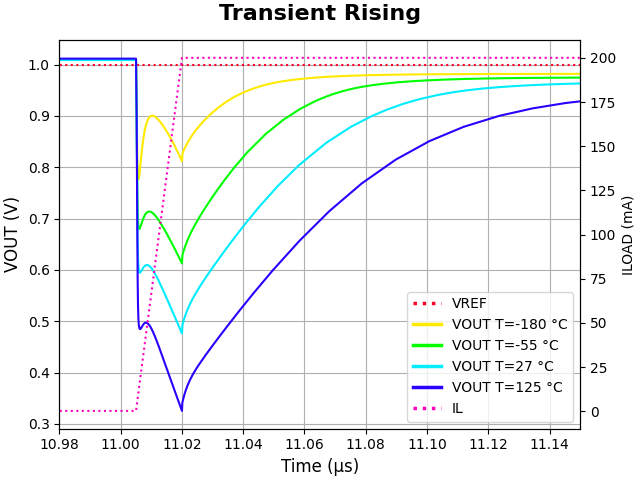 Transient Rising
VOUT (V)
1.0
0.9
0.8
0.7
0.6
0.5
0.4
0.3
200
175
150
125
100
75
50
25
0
ILOAD (mA)
VREF
VOUT T=-180 °C
VOUT T=-55 °C
VOUT T=27 °C
VOUT T=125 °C
IL
10.98 11.00 11.02 11.04 11.06 11.08 11.10 11.12 11.14
Time (μs)